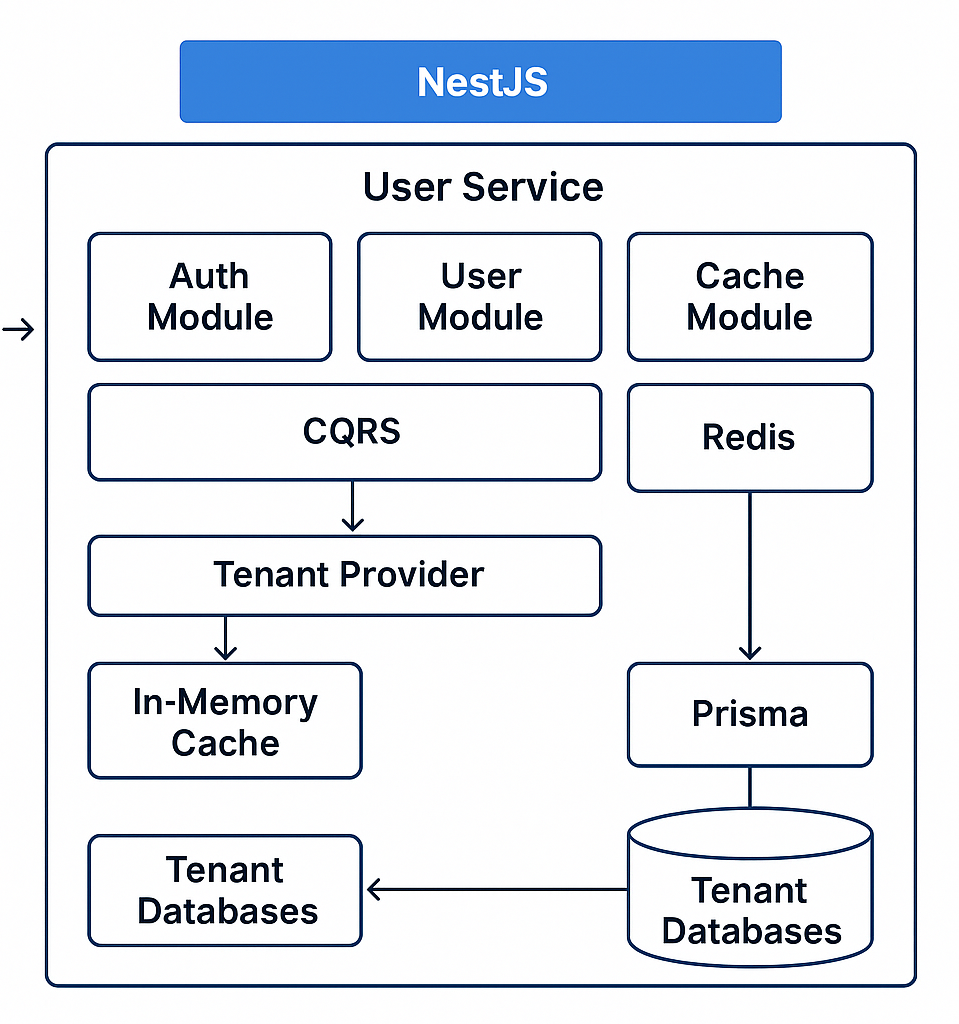 NestJS
User Service
Auth
Module
User
Module
Cache
Module
CQRS
Redis
Tenant Provider
In-Memory
Cache
Prisma
Tenant
Databases
Tenant
Databases